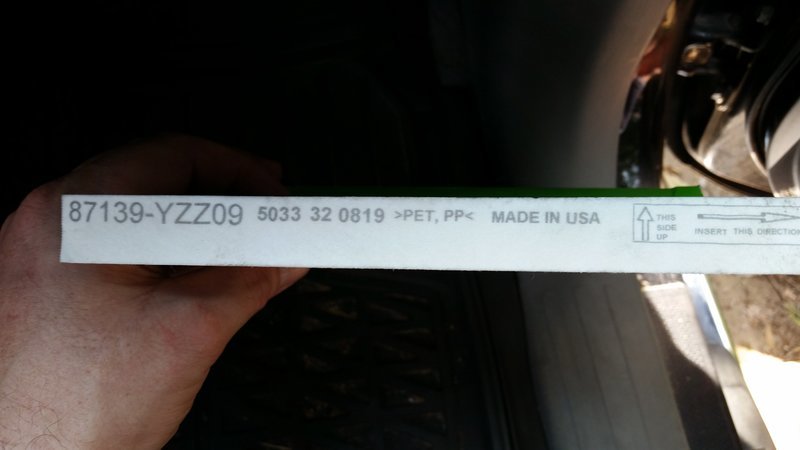 87139-YZZ09 5033 32 0819 >PET, PP< MADE IN USA
THIS
SIDE
UP
INSERT THIS DIRECTION